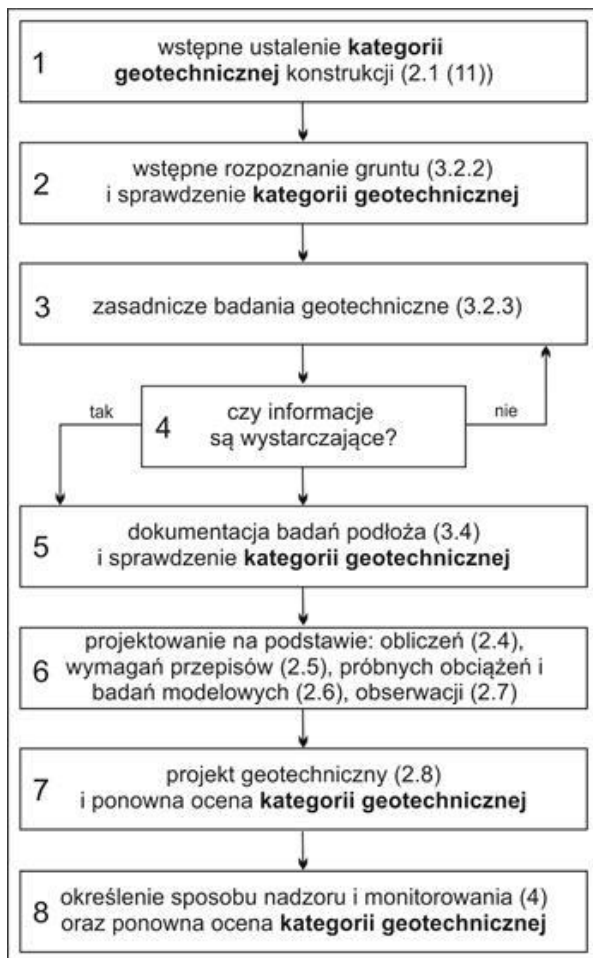 1
wstępne ustalenie kategorii
geotechnicznej konstrukcji (2.1 (11))
2
wstępne rozpoznanie gruntu (3.2.2)
i sprawdzenie kategorii geotechnicznej
3
zasadnicze badania geotechniczne (3.2.3)
tak
4
czy informacje
są wystarczające?
nie
5
dokumentacja badań podłoża (3.4)
i sprawdzenie kategorii geotechnicznej
6
projektowanie na podstawie: obliczeń (2.4),
wymagań przepisów (2.5), próbnych obciążeń i
badań modelowych (2.6), obserwacji (2.7)
7
projekt geotechniczny (2.8)
i ponowna ocena kategorii geotechnicznej
8
określenie sposobu nadzoru i monitorowania (4)
oraz ponowna ocena kategorii geotechnicznej